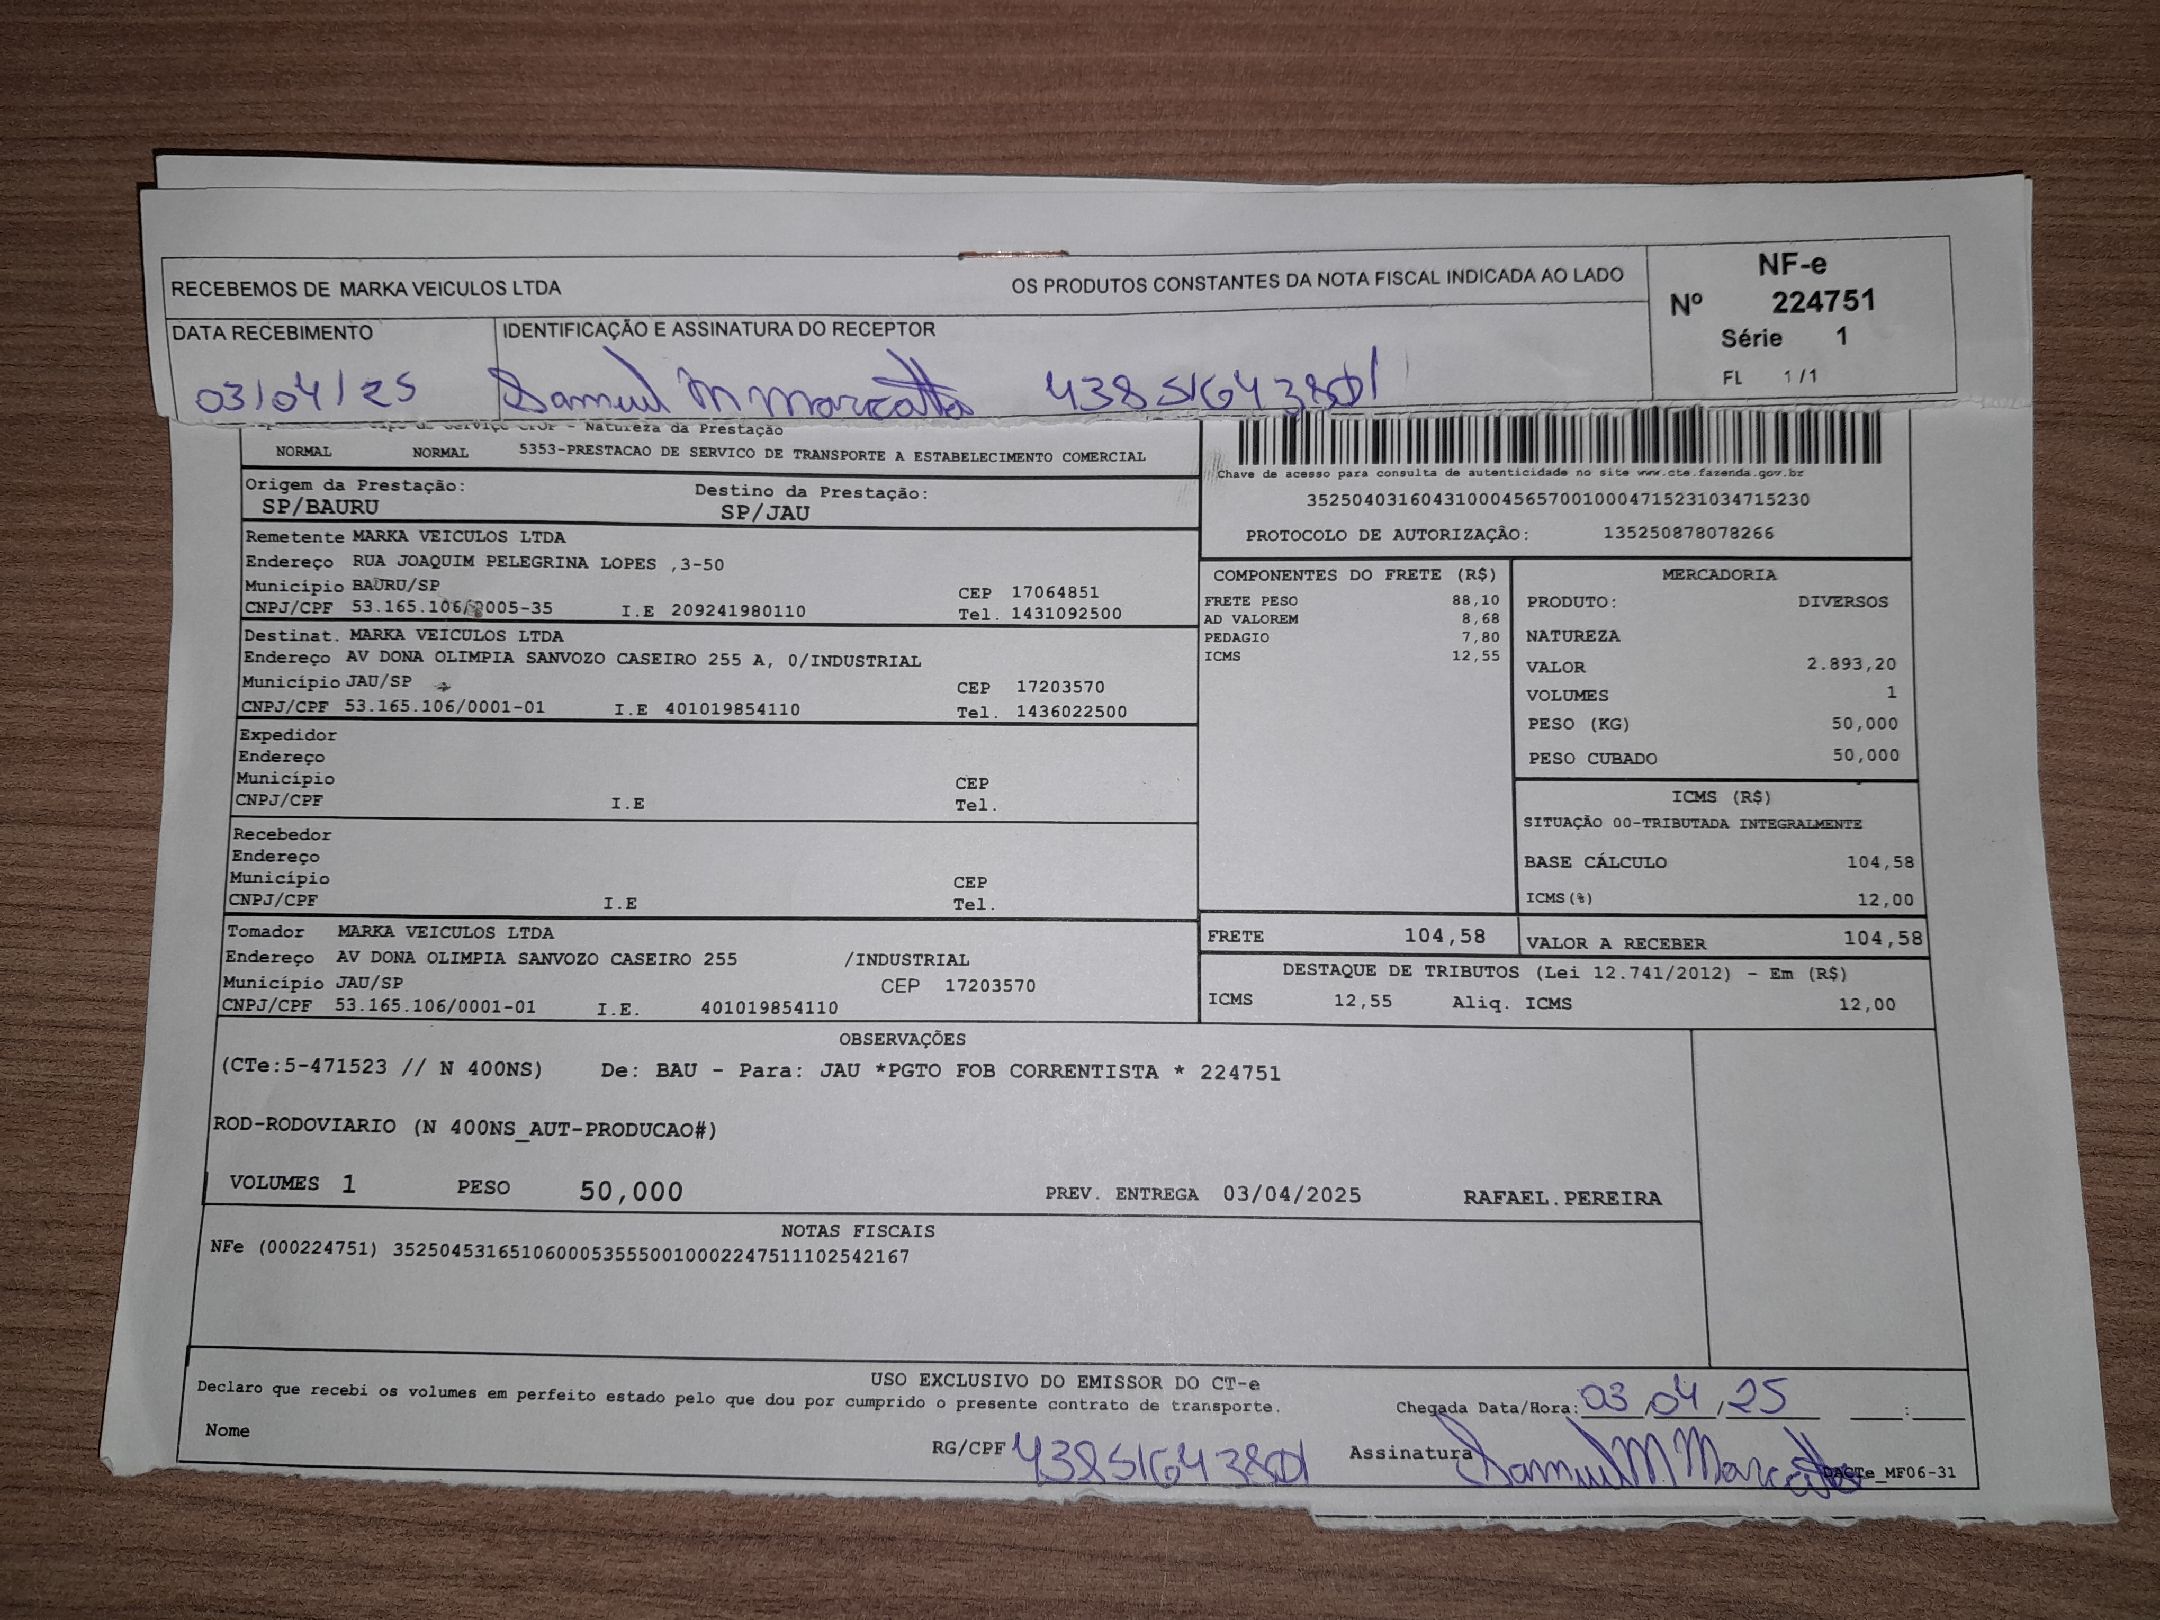 RECEBEMOS DE MARKA VEICULOS LTDA OS PRODUTOS CONSTANTES DA NOTA FISCAL INDICADA AO LADO
NF-e
Nº 224751
Série 1
FL 1/1
DATA RECEBIMENTO IDENTIFICAÇÃO E ASSINATURA DO RECEPTOR
03/04/25 Samuel M Marcatto 43851643801
Natureza da Prestação
NORMAL NORMAL 5353-PRESTACAO DE SERVICO DE TRANSPORTE A ESTABELECIMENTO COMERCIAL
Chave de acesso para consulta de autenticidade no site www.cte.fazenda.gov.br
35250403160431000456570010004715231034715230
PROTOCOLO DE AUTORIZAÇÃO: 135250878078266
Origem da Prestação: Destino da Prestação:
SP/BAURU SP/JAU
Remetente MARKA VEICULOS LTDA
Endereço RUA JOAQUIM PELEGRINA LOPES ,3-50
Município BAURU/SP CEP 17064851
CNPJ/CPF 53.165.106/0005-35 I.E 209241980110 Tel. 1431092500
Destinat. MARKA VEICULOS LTDA
Endereço AV DONA OLIMPIA SANVOZO CASEIRO 255 A, 0/INDUSTRIAL
Município JAU/SP CEP 17203570
CNPJ/CPF 53.165.106/0001-01 I.E 401019854110 Tel. 1436022500
Expedidor
Endereço
Município CEP
CNPJ/CPF I.E Tel.
Recebedor
Endereço
Município CEP
CNPJ/CPF I.E Tel.
Tomador MARKA VEICULOS LTDA
Endereço AV DONA OLIMPIA SANVOZO CASEIRO 255 /INDUSTRIAL
Município JAU/SP CEP 17203570
CNPJ/CPF 53.165.106/0001-01 I.E. 401019854110
COMPONENTES DO FRETE (R$)
FRETE PESO 88,10
AD VALOREM 8,68
PEDAGIO 7,80
ICMS 12,55
MERCADORIA
PRODUTO: DIVERSOS
NATUREZA
VALOR 2.893,20
VOLUMES 1
PESO (KG) 50,000
PESO CUBADO 50,000
ICMS (R$)
SITUAÇÃO 00-TRIBUTADA INTEGRALMENTE
BASE CÁLCULO 104,58
ICMS(%) 12,00
FRETE 104,58 VALOR A RECEBER 104,58
DESTAQUE DE TRIBUTOS (Lei 12.741/2012) - Em (R$)
ICMS 12,55 Aliq. ICMS 12,00
OBSERVAÇÕES
(CTe:5-471523 // N 400NS) De: BAU - Para: JAU *PGTO FOB CORRENTISTA * 224751
ROD-RODOVIARIO (N 400NS_AUT-PRODUCAO#)
VOLUMES 1 PESO 50,000 PREV. ENTREGA 03/04/2025 RAFAEL.PEREIRA
NOTAS FISCAIS
NFe (000224751) 35250453165106000535550010002247511102542167
USO EXCLUSIVO DO EMISSOR DO CT-e
Declaro que recebi os volumes em perfeito estado pelo que dou por cumprido o presente contrato de transporte. Chegada Data/Hora: 03/04/25 :
Nome RG/CPF 43851643801 Assinatura Samuel M Marcatto
DACTe_MF06-31